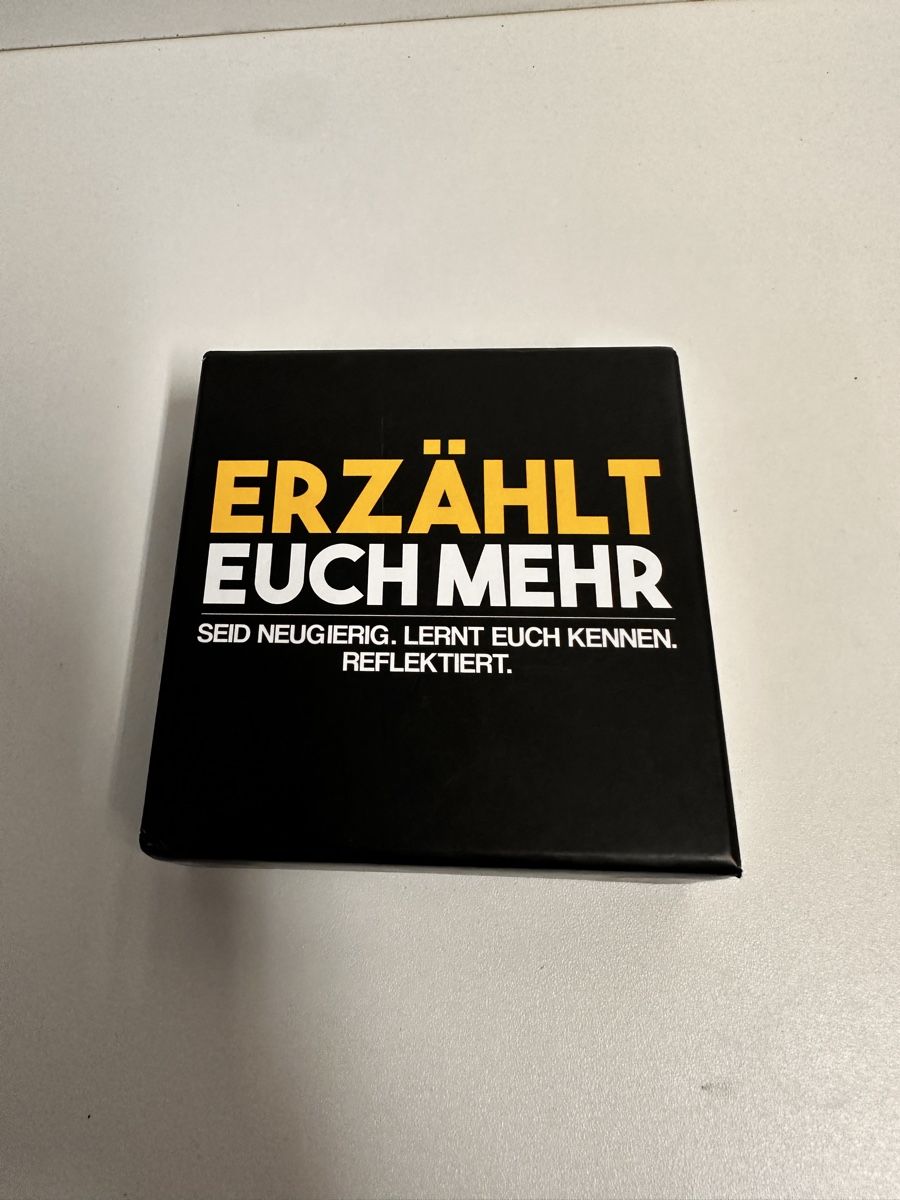 ERZÄHLT
EUCH MEHR
SEID NEUGIERIG. LERNT EUCH KENNEN.
REFLEKTIERT.